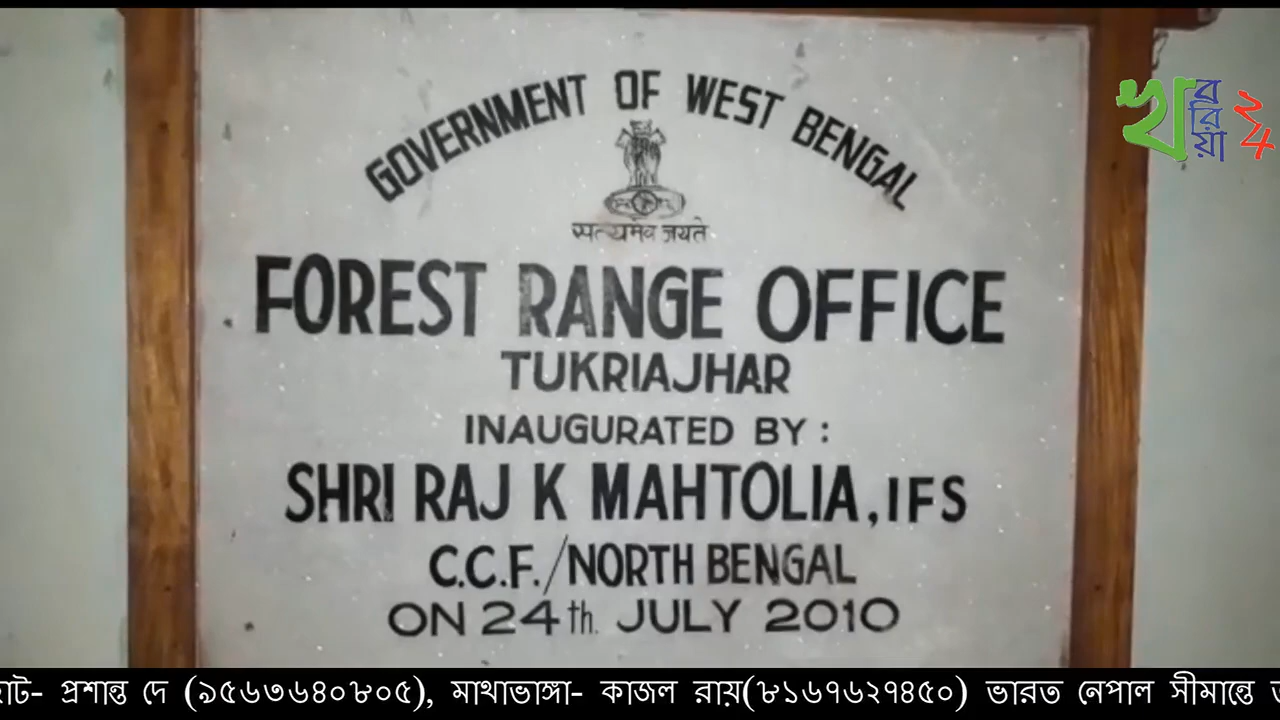 GOVERNMENT OF WEST BENGAL
सत्यमेव जयते
FOREST RANGE OFFICE
TUKRIAJHAR
INAUGURATED BY :
SHRI RAJ K MAHTOLIA, IFS
C.C.F./NORTH BENGAL
ON 24th. JULY 2010
খবরিয়া ২4
প্রশান্ত দে (৯৫৬৩৬৪০৮০৫), মাথাভাঙ্গা- কাজল রায়(৮১৬৭৬২৭৪৫০) ভারত নেপাল সীমান্তে